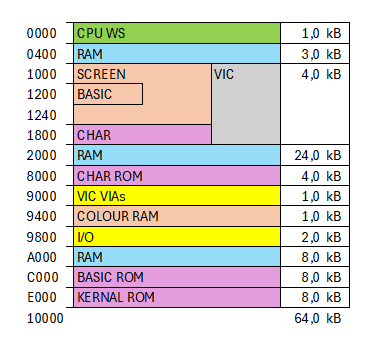 0000 CPU WS 1,0 kB
0400 RAM 3,0 kB
1000 SCREEN VIC 4,0 kB
1200 BASIC
1240
1800 CHAR
2000 RAM 24,0 kB
8000 CHAR ROM 4,0 kB
9000 VIC VIAs 1,0 kB
9400 COLOUR RAM 1,0 kB
9800 I/O 2,0 kB
A000 RAM 8,0 kB
C000 BASIC ROM 8,0 kB
E000 KERNAL ROM 8,0 kB
10000 64,0 kB